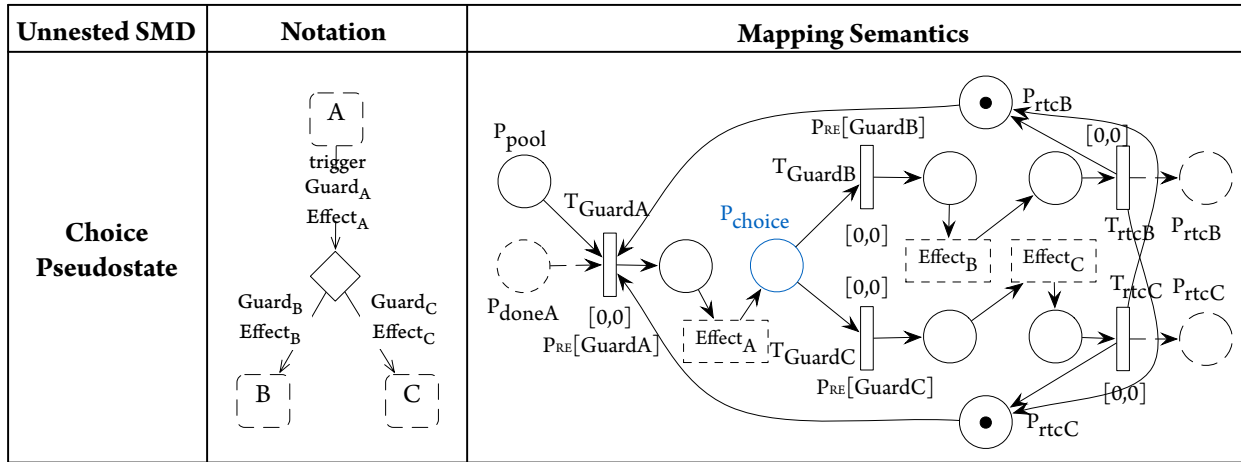 Unnested SMD
Notation
Mapping Semantics
Choice
Pseudostate
A
trigger
GuardA
EffectA
GuardB
EffectB
GuardC
EffectC
B
C
Ppool
TGuardA
PdoneA
[0,0]
PRE[GuardA]
EffectA
Pchoice
PRE[GuardB]
TGuardB
[0,0]
[0,0]
TGuardC
PRE[GuardC]
EffectB
EffectC
PrtcB
[0,0]
TrtcB
PrtcB
TrtcC
PrtcC
[0,0]
PrtcC